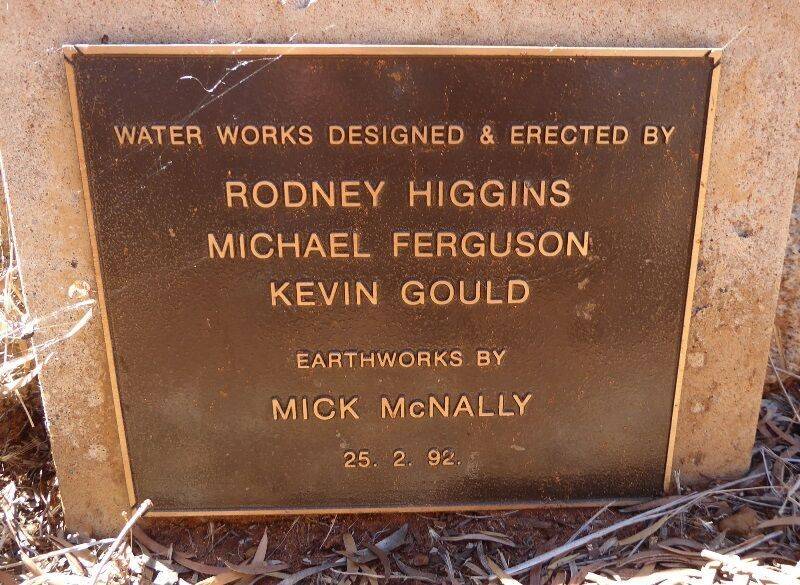 WATER WORKS DESIGNED & ERECTED BY
RODNEY HIGGINS
MICHAEL FERGUSON
KEVIN GOULD
EARTHWORKS BY
MICK McNALLY
25. 2. 92.